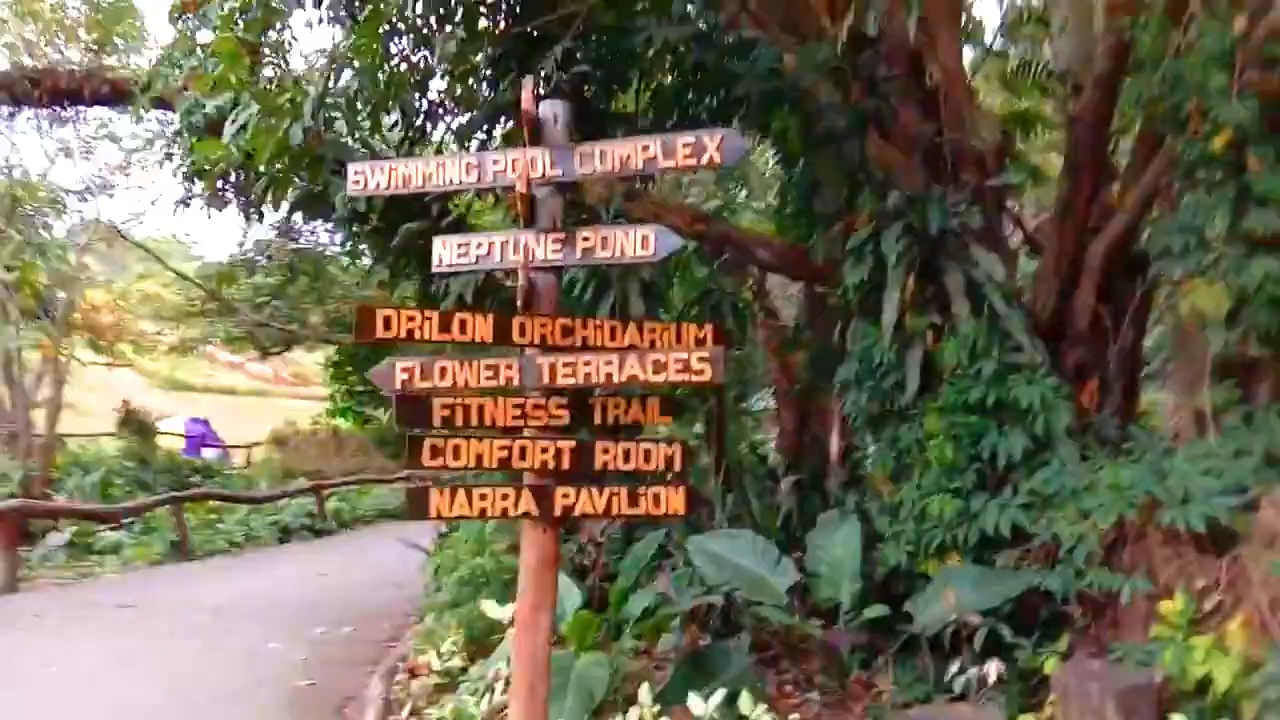 SWiMMiNG POOL COMPLEX
NEPTUNE POND
DRiLON ORCHiDARiUM
FLOWER TERRACES
FiTNESS TRAIL
COMFORT ROOM
NARRA PAViLiON